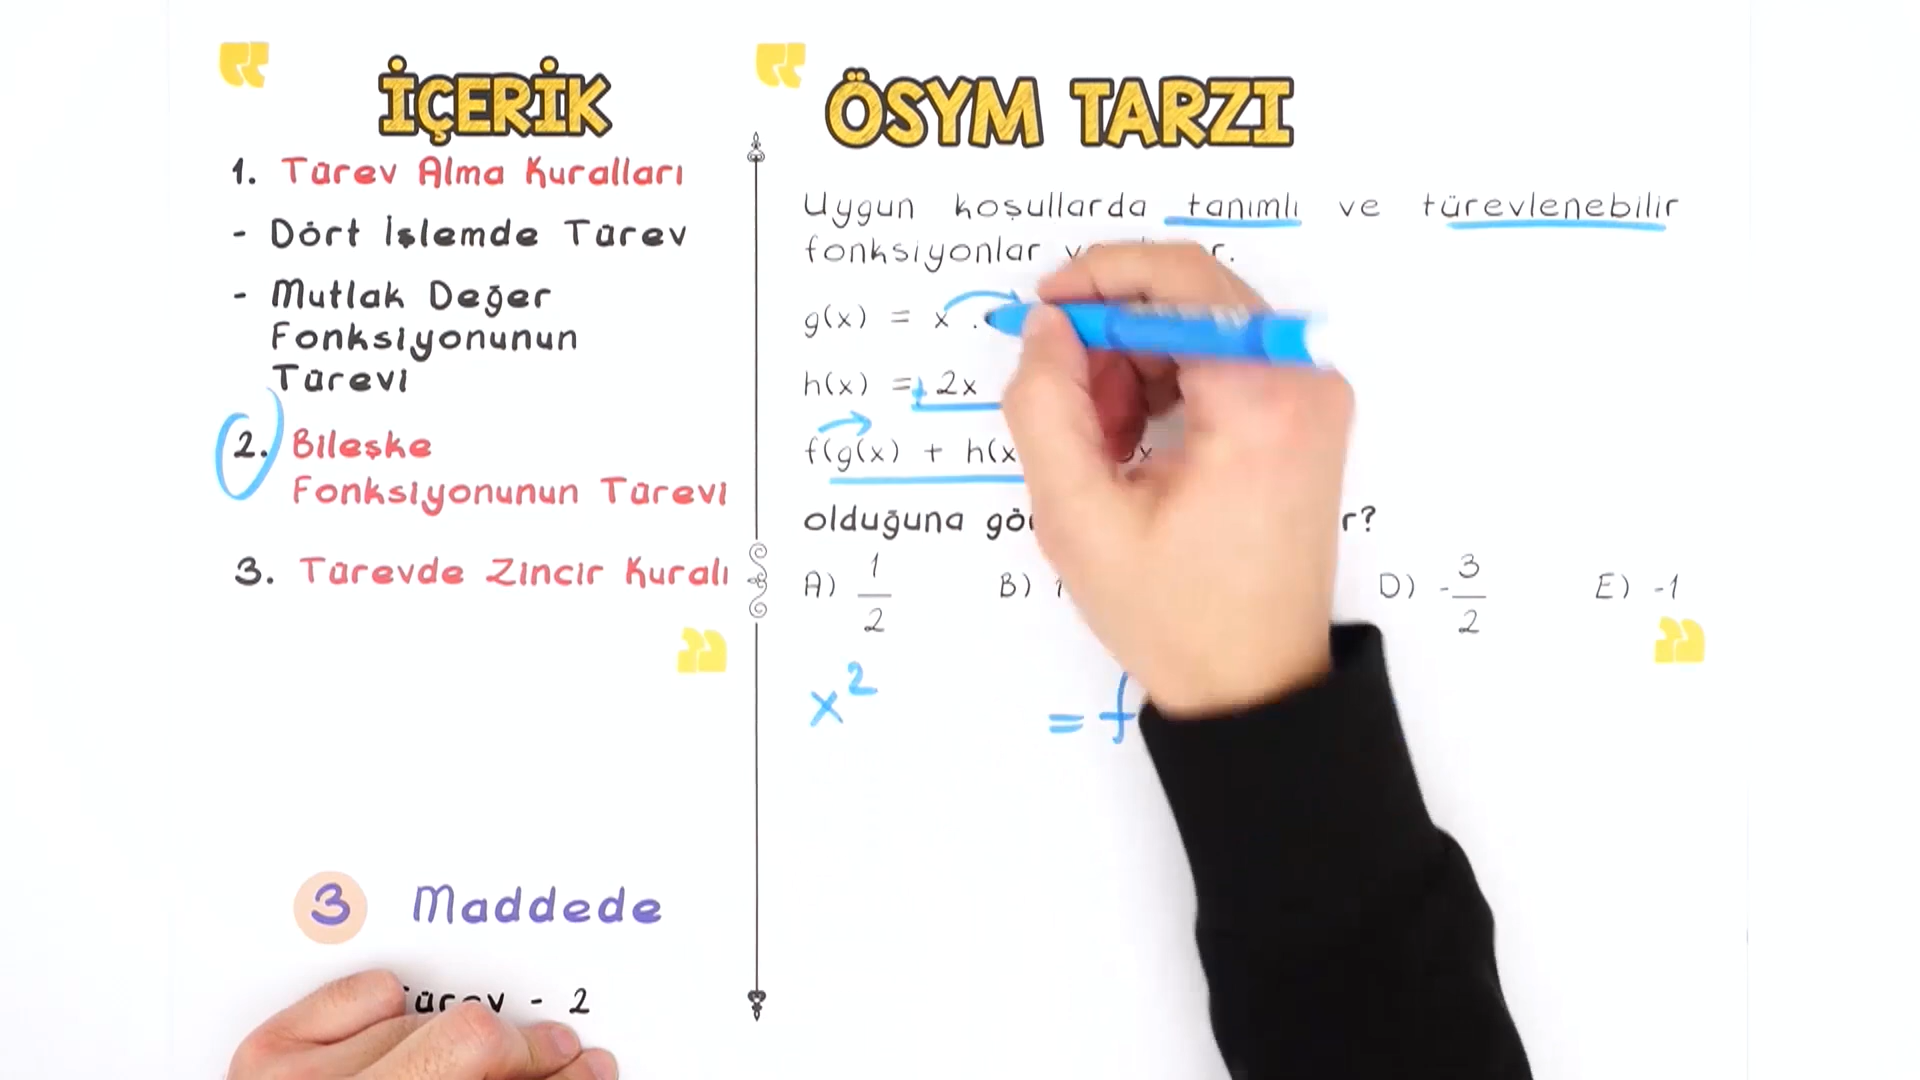 İÇERİK
1. Türev Alma Kuralları
- Dört İşlemde Türev
- Mutlak Değer
Fonksiyonunun
Türevi
2. Bileşke
Fonksiyonunun Türevi
3. Türevde Zincir Kuralı
3 Maddede
- 2
ÖSYM TARZI
Uygun koşullarda tanımlı ve türevlenebilir
fonksiyonlar
g(x) = x .
h(x) = + 2x
f(g(x) + h(x
olduğuna
A) 1/2 B) D) -3/2 E) -1
x²
= f